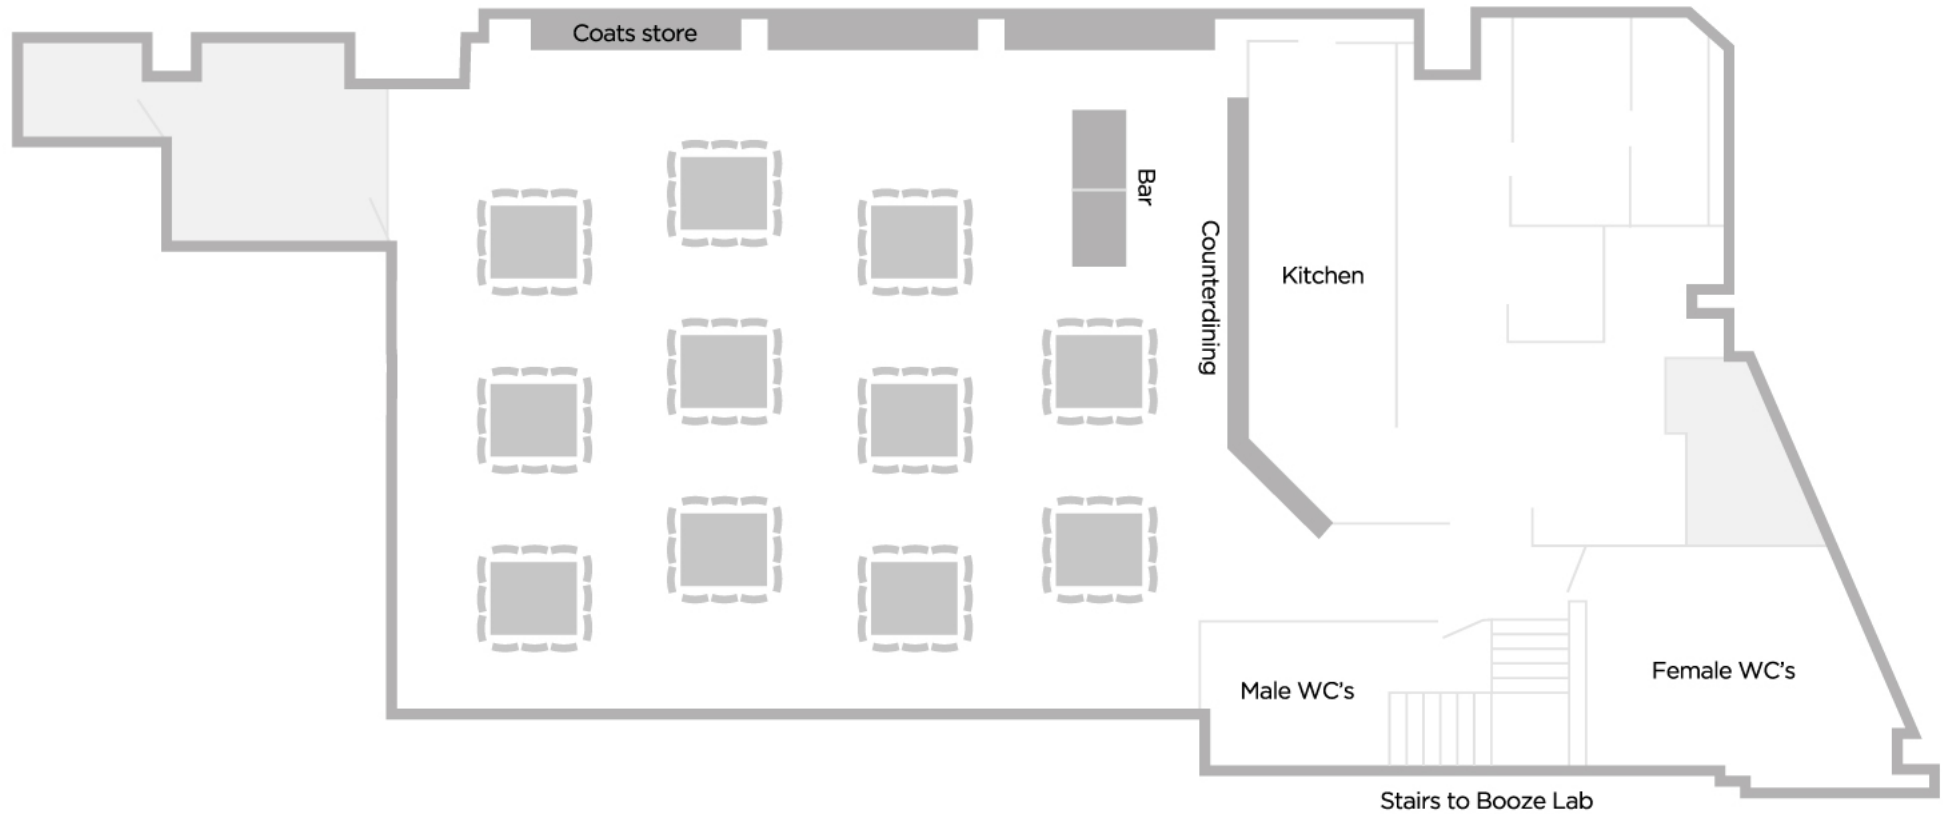 Coats store
Bar
Counterdining
Kitchen
Male WC's
Female WC's
Stairs to Booze Lab